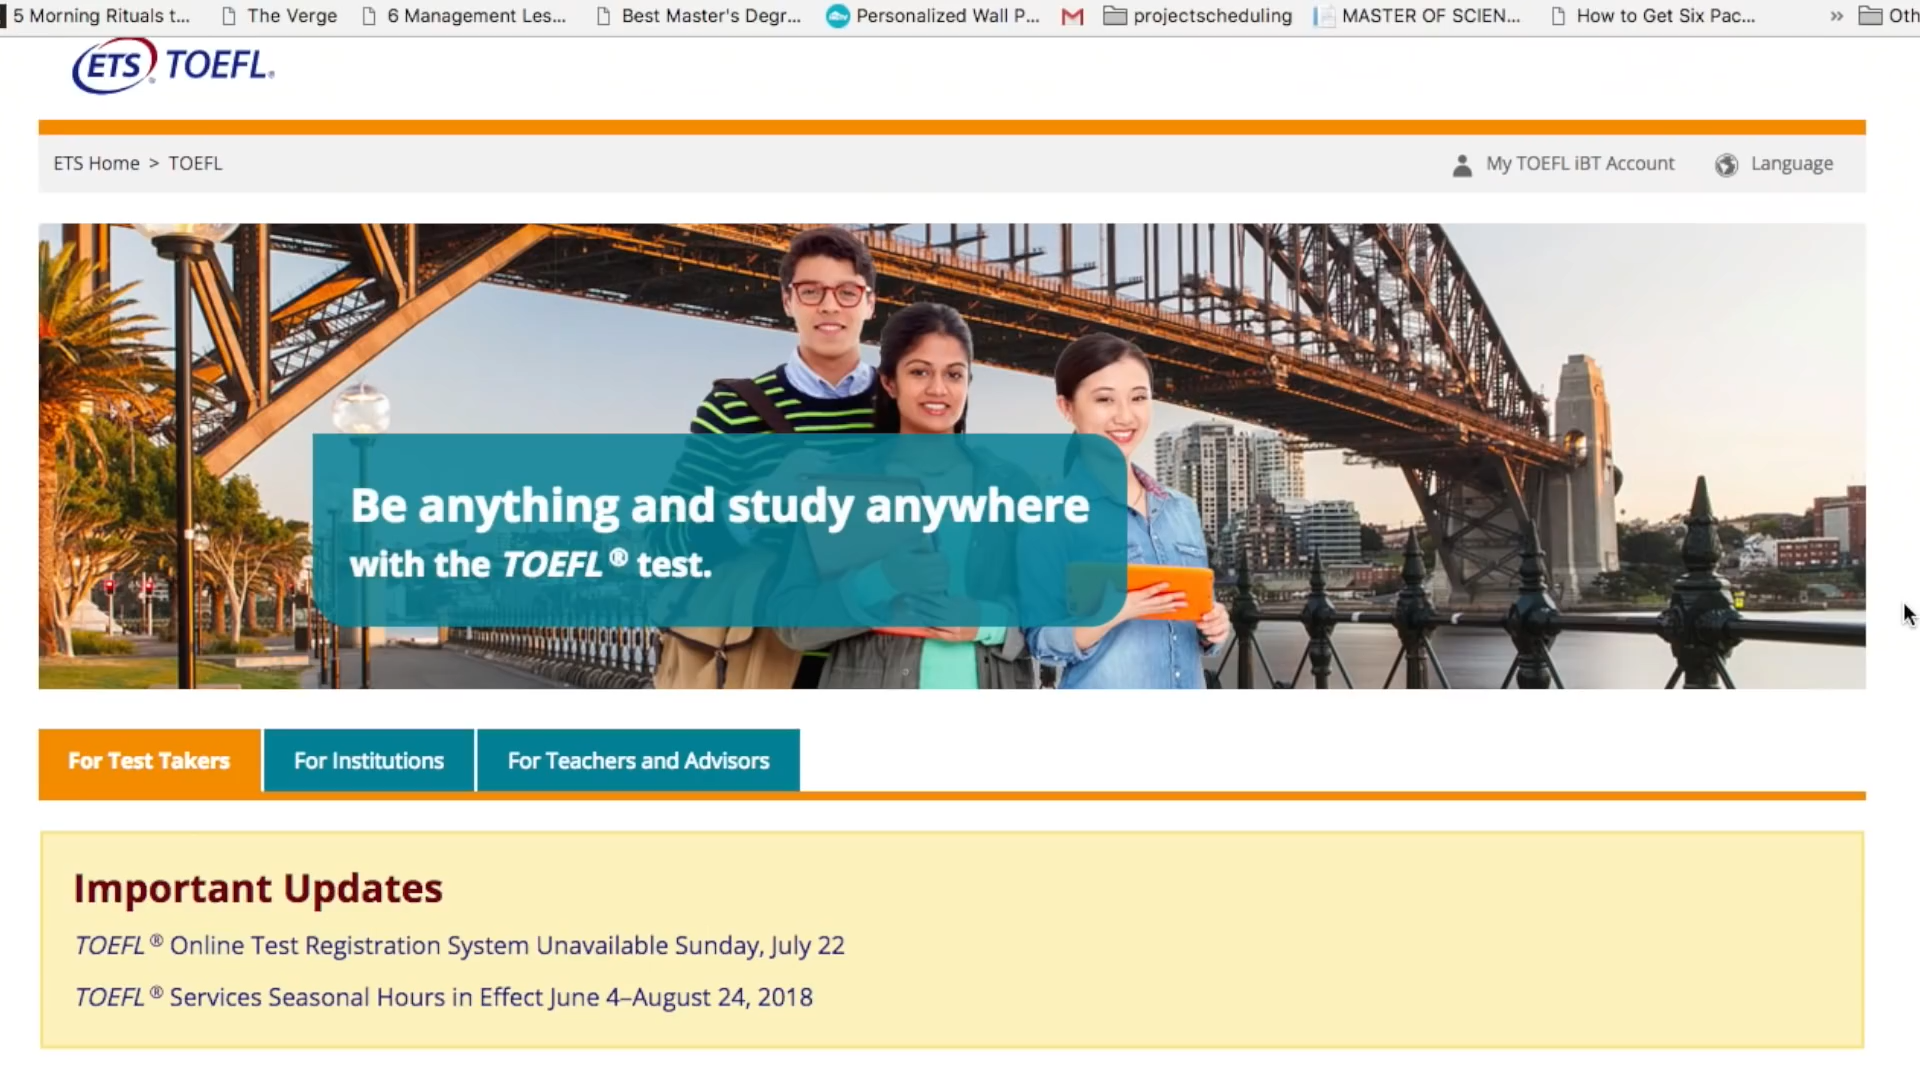 5 Morning Rituals t...
The Verge
6 Management Les...
Best Master's Degr...
Personalized Wall P...
projectscheduling
MASTER OF SCIEN...
How to Get Six Pac...
»
Oth
ETS® TOEFL®
ETS Home > TOEFL
My TOEFL iBT Account
Language
Be anything and study anywhere
with the TOEFL® test.
For Test Takers
For Institutions
For Teachers and Advisors
Important Updates
TOEFL® Online Test Registration System Unavailable Sunday, July 22
TOEFL® Services Seasonal Hours in Effect June 4–August 24, 2018